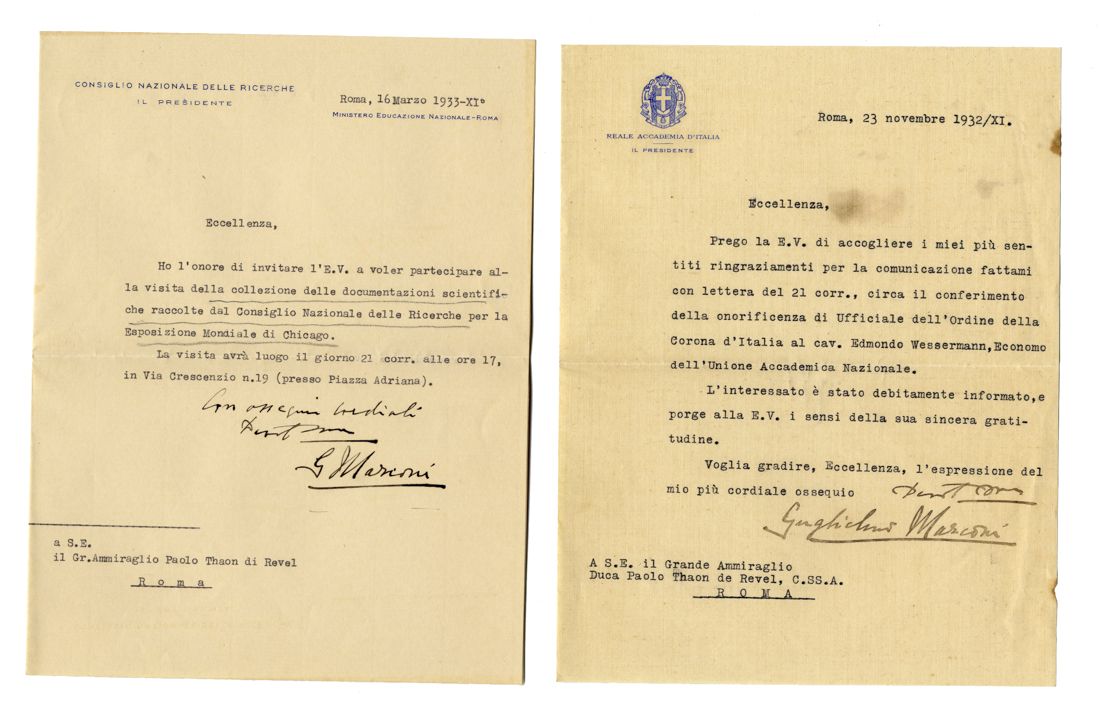 CONSIGLIO NAZIONALE DELLE RICERCHE
IL PRESIDENTE
Roma, 16 Marzo 1933-XI°
MINISTERO EDUCAZIONE NAZIONALE-ROMA
Eccellenza,
Ho l'onore di invitare l'E.V. a voler partecipare al-
la visita della collezione delle documentazioni scientifi-
che raccolte dal Consiglio Nazionale delle Ricerche per la
Esposizione Mondiale di Chicago.
La visita avrà luogo il giorno 21 corr. alle ore 17,
in Via Crescenzio n.19 (presso Piazza Adriana).
Con ossequi cordiali
G Marconi
a S.E.
il Gr.Ammiraglio Paolo Thaon di Revel
R o m a
REALE ACCADEMIA D'ITALIA
IL PRESIDENTE
Roma, 23 novembre 1932/XI.
Eccellenza,
Prego la E.V. di accogliere i miei più sen-
titi ringraziamenti per la comunicazione fattami
con lettera del 21 corr., circa il conferimento
della onorificenza di Ufficiale dell'Ordine della
Corona d'Italia al cav. Edmondo Wessermann,Economo
dell'Unione Accademica Nazionale.
L'interessato è stato debitamente informato,e
porge alla E.V. i sensi della sua sincera grati-
tudine.
Voglia gradire, Eccellenza, l'espressione del
mio più cordiale ossequio
Guglielmo Marconi
A S.E. il Grande Ammiraglio
Duca Paolo Thaon de Revel, C.SS.A.
R O M A